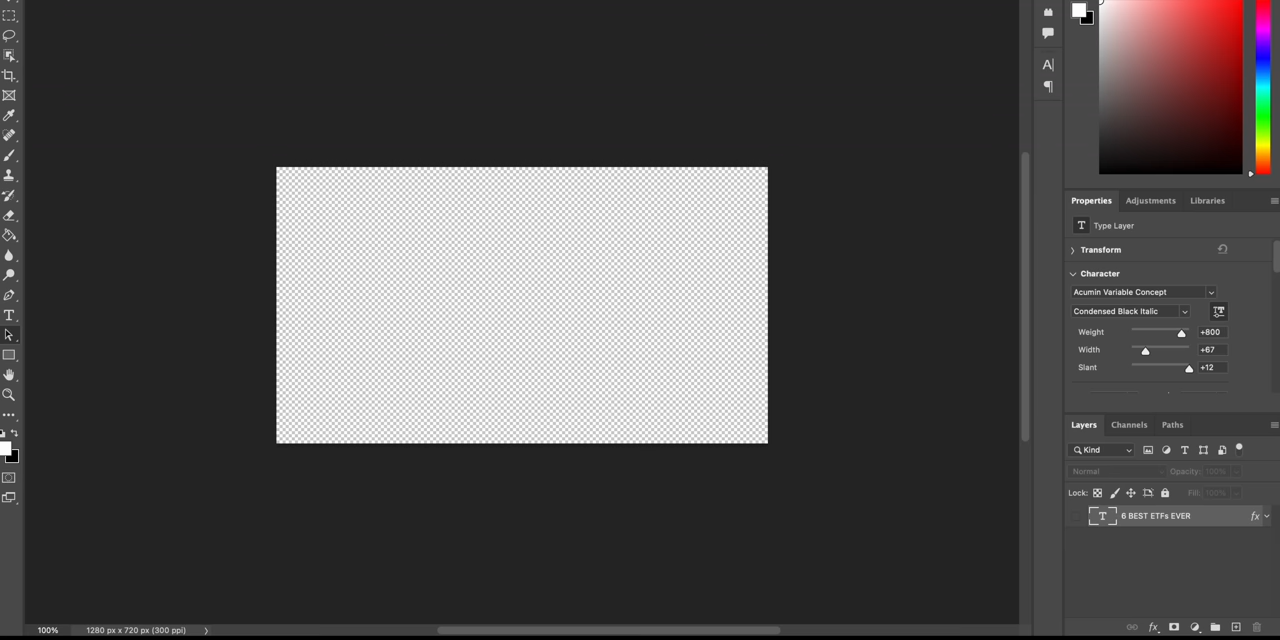 Properties Adjustments Libraries
T Type Layer
Transform
Character
Acumin Variable Concept
Condensed Black Italic
Weight +800
Width +67
Slant +12
Layers Channels Paths
Kind
Normal Opacity: 100%
Lock: Fill: 100%
T 6 BEST ETFs EVER fx
100% 1280 px x 720 px (300 ppi)